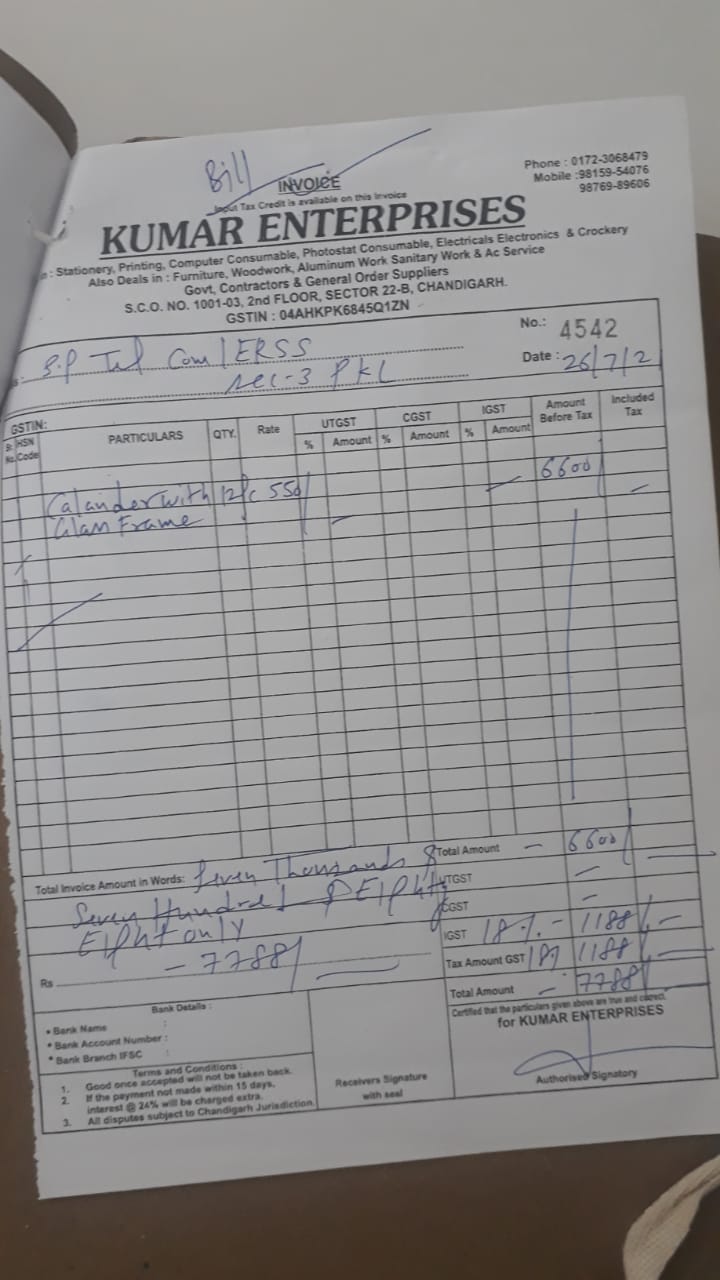 Bill
INVOICE
Input Tax Credit is available on this Invoice
Phone : 0172-3068479
Mobile :98159-54076
98769-89606
KUMAR ENTERPRISES
: Stationery, Printing, Computer Consumable, Photostat Consumable, Electricals Electronics & Crockery
Also Deals in : Furniture, Woodwork, Aluminum Work Sanitary Work & Ac Service
Govt, Contractors & General Order Suppliers
S.C.O. NO. 1001-03, 2nd FLOOR, SECTOR 22-B, CHANDIGARH.
GSTIN : 04AHKPK6845Q1ZN
S.P Tel Com/ERSS
sec-3 PKL
No.: 4542
Date : 26/7/2
GSTIN:
Sr. No. HSN Code PARTICULARS QTY. Rate UTGST % Amount CGST % Amount IGST % Amount Amount Before Tax Included Tax
Calander with 12Pc 550/ – 6600/ –
Glass Frame –
Total Invoice Amount in Words: Seven Thousands &
Seven Hundred & Eighty
Eight only
Rs – 7788/
Total Amount – 6600/
UTGST –
CGST –
IGST 18% – 1188/-
Tax Amount GST 18% 1188/-
Total Amount – 7788/-
Certified that the particulars given above are true and correct.
for KUMAR ENTERPRISES
Authorised Signatory
Bank Details :
• Bank Name :
• Bank Account Number :
* Bank Branch IFSC :
Terms and Conditions :
1. Good once accepted will not be taken back.
2. If the payment not made within 15 days, interest @ 24% will be charged extra.
3. All disputes subject to Chandigarh Jurisdiction.
Receivers Signature
with seal